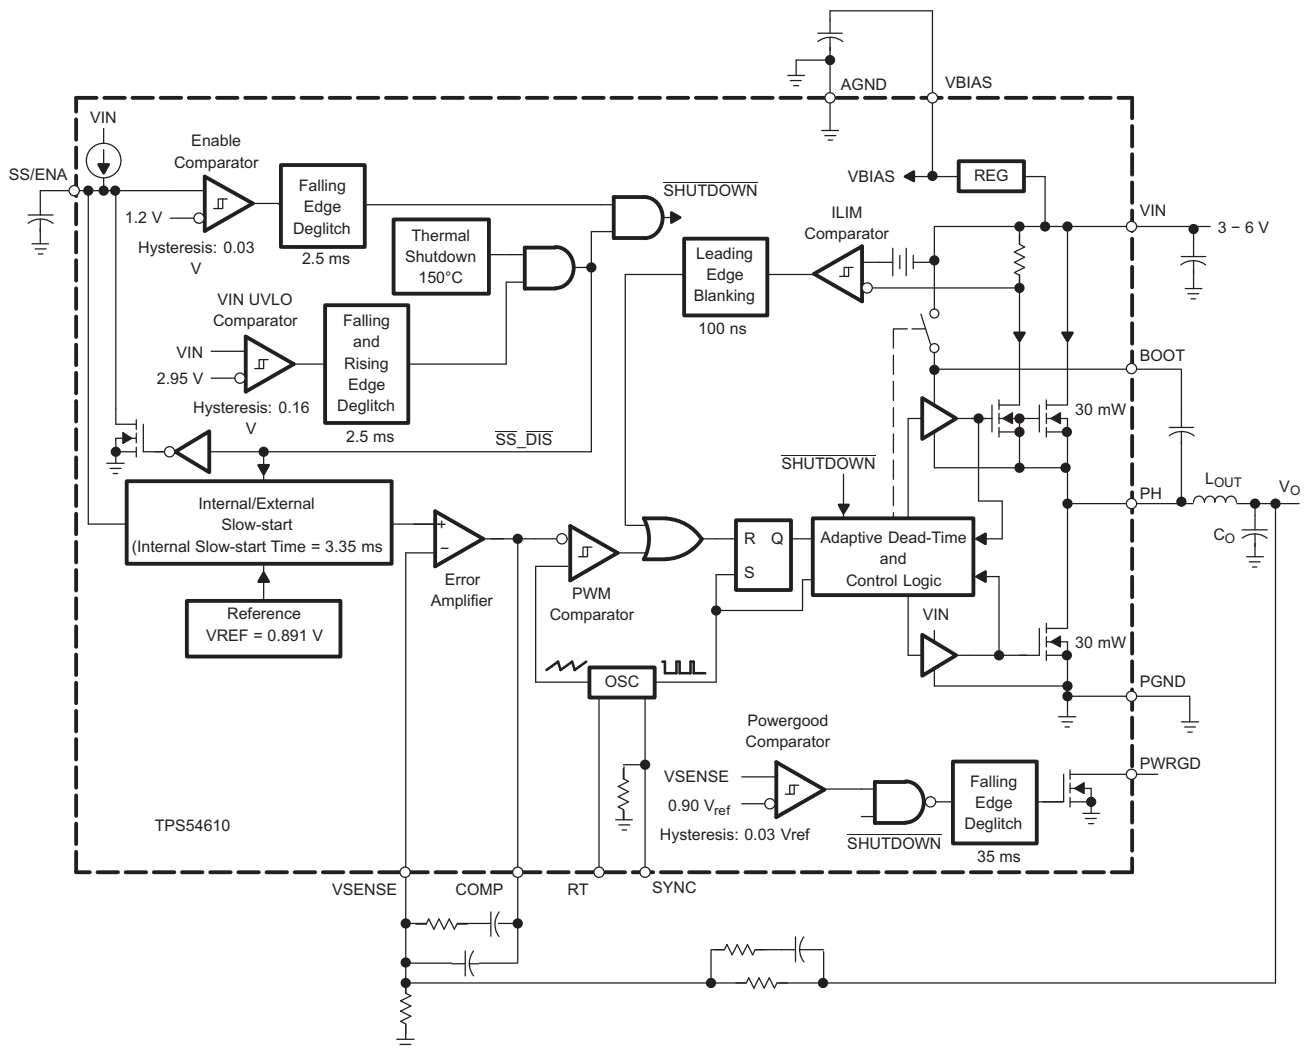 AGND
VBIAS
VIN
SS/ENA
Enable
Comparator
1.2 V
Hysteresis: 0.03
V
Falling
Edge
Deglitch
2.5 ms
SHUTDOWN
Thermal
Shutdown
150°C
VIN UVLO
Comparator
VIN
2.95 V
Hysteresis: 0.16
V
Falling
and
Rising
Edge
Deglitch
2.5 ms
SS_DIS
VBIAS
REG
ILIM
Comparator
Leading
Edge
Blanking
100 ns
VIN
3 − 6 V
BOOT
30 mW
SHUTDOWN
PH
LOUT
VO
CO
Internal/External
Slow-start
(Internal Slow-start Time = 3.35 ms
Reference
VREF = 0.891 V
+
−
Error
Amplifier
PWM
Comparator
R Q
S
Adaptive Dead-Time
and
Control Logic
VIN
30 mW
OSC
PGND
Powergood
Comparator
VSENSE
0.90 Vref
Hysteresis: 0.03 Vref
SHUTDOWN
Falling
Edge
Deglitch
35 ms
PWRGD
TPS54610
VSENSE
COMP
RT
SYNC